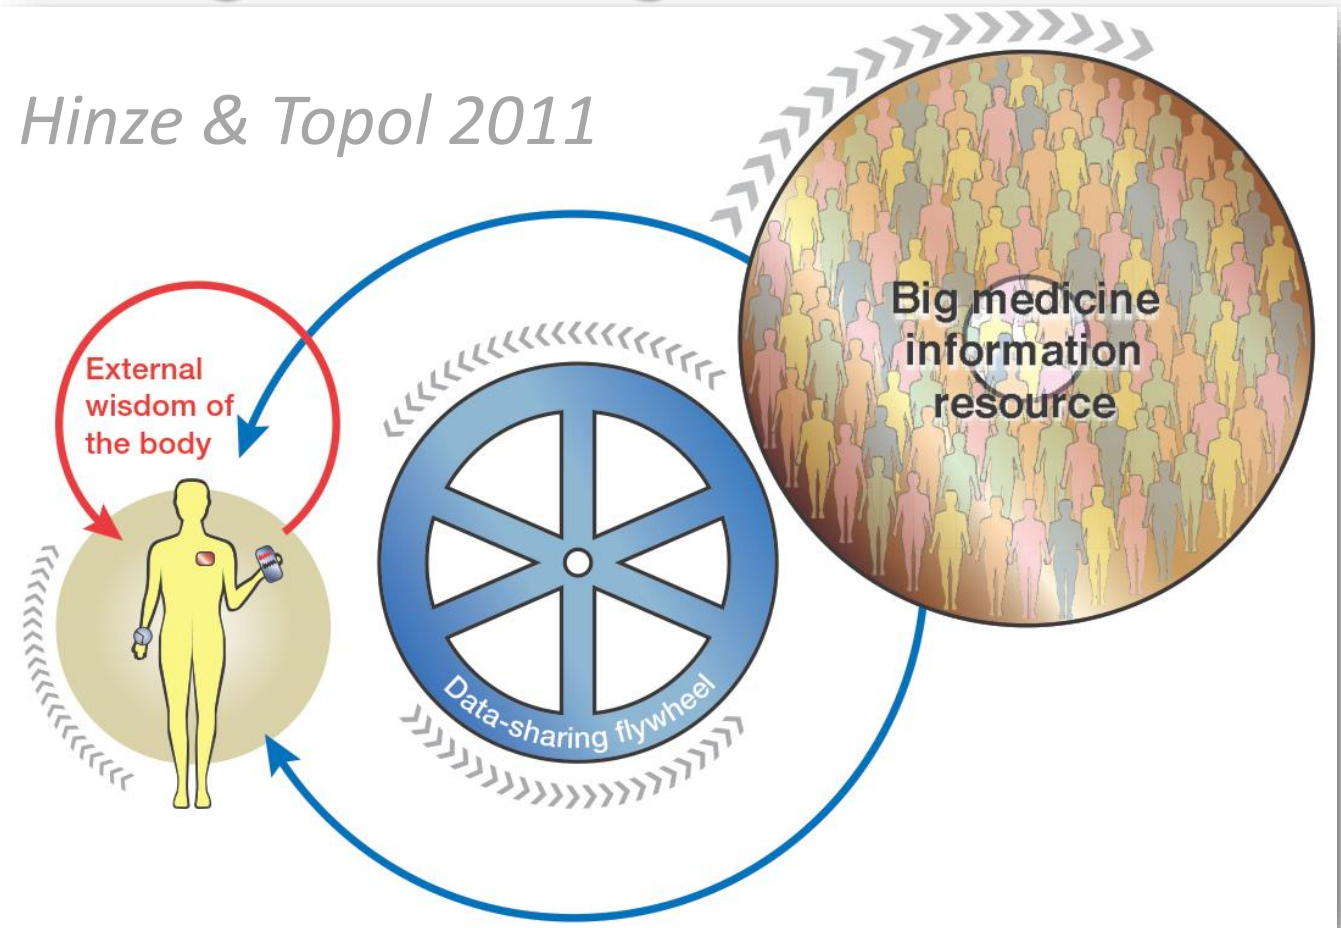 Hinze & Topol 2011
External
wisdom of
the body
Big medicine
information
resource
Data-sharing flywheel